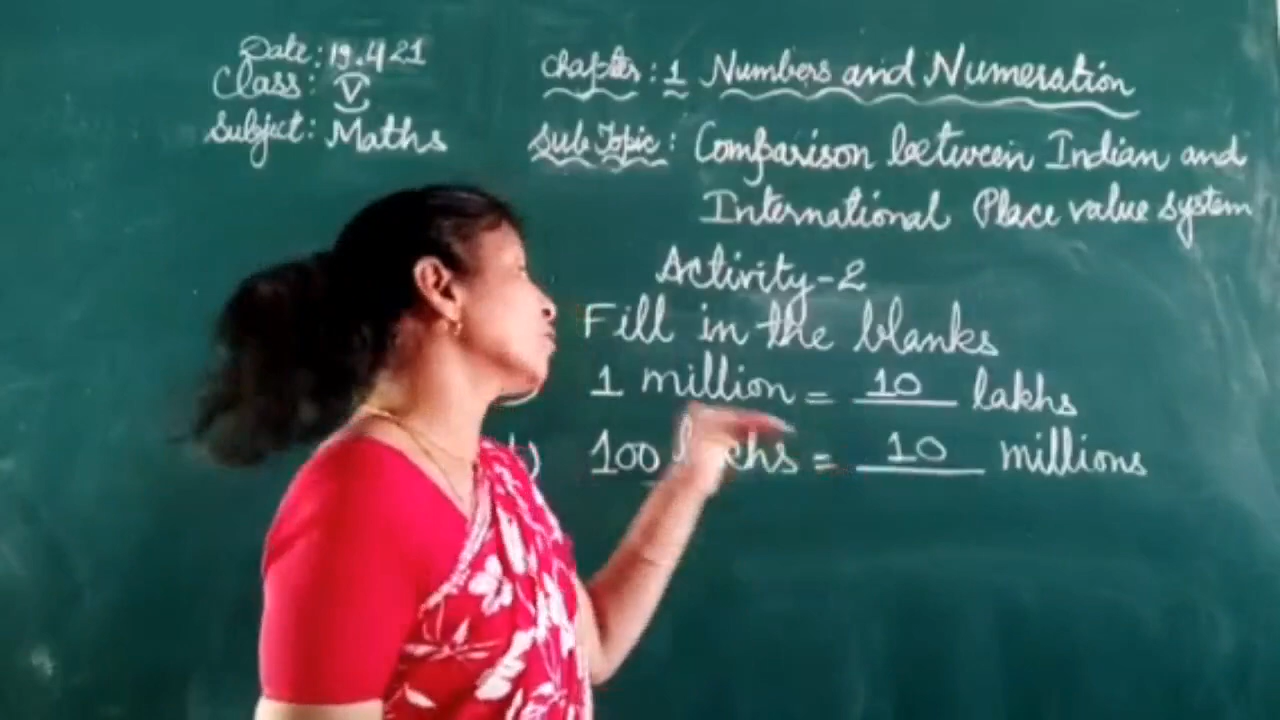 Date: 19.4.21
Class: V
Subject: Maths
Chapter: 1 Numbers and Numeration
Sub Topic: Comparison between Indian and
International Place value system
Activity-2
Fill in the blanks
1 million = 10 lakhs
b) 100 lakhs = 10 millions